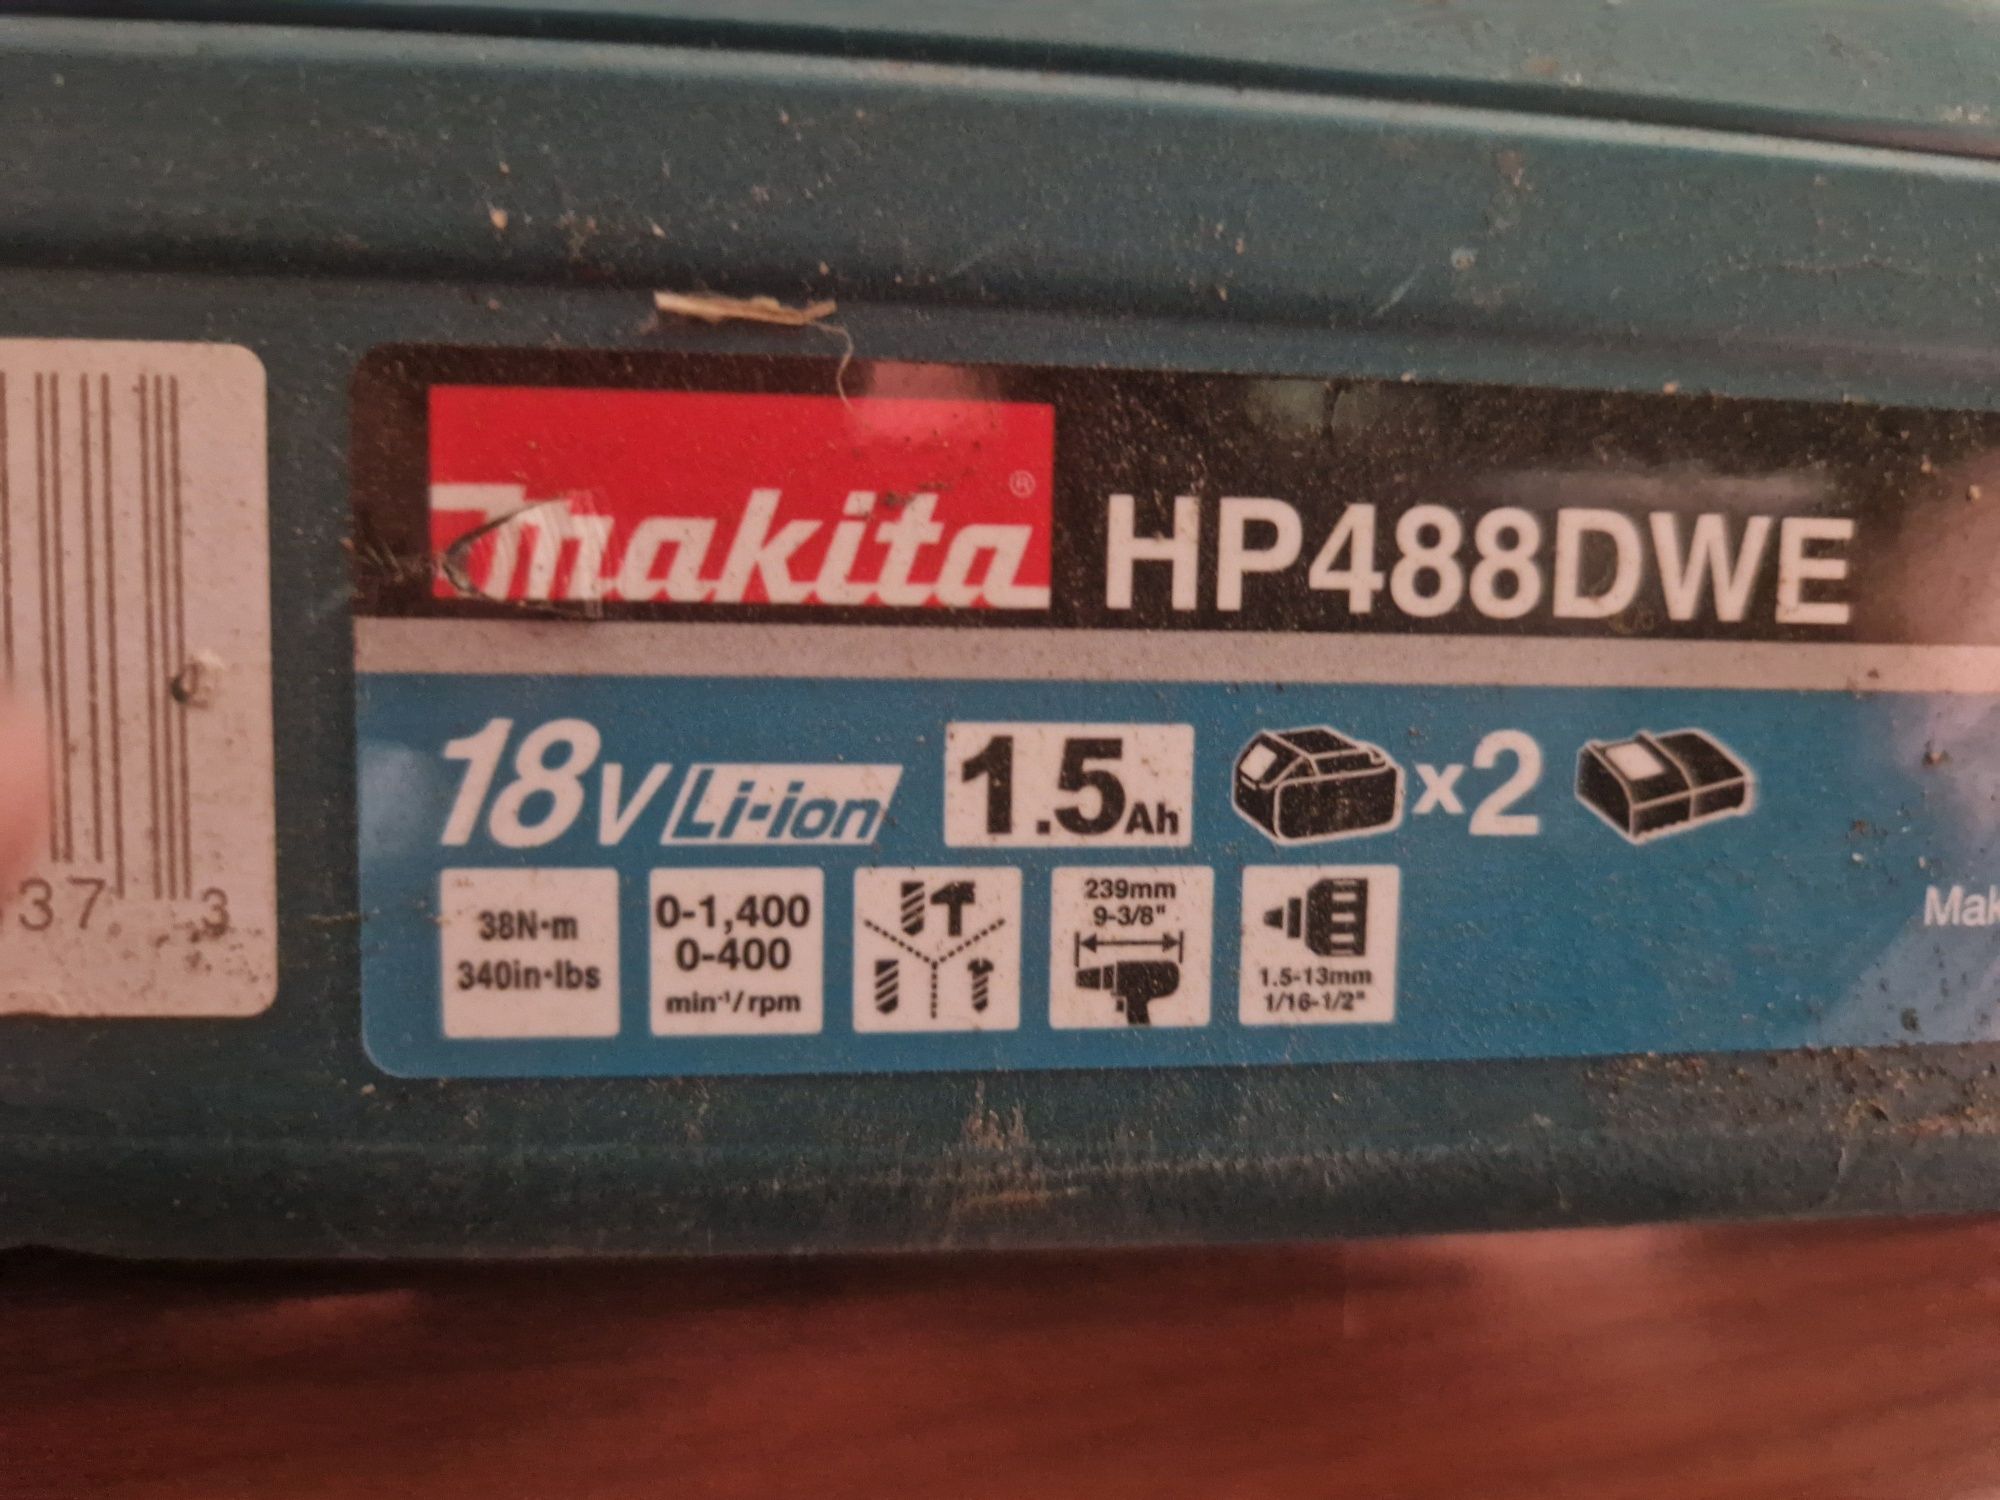 makita® HP488DWE
18V Li-ion 1.5Ah x2
38N·m
340in·lbs
0-1,400
0-400
min⁻¹/rpm
239mm
9-3/8"
1.5-13mm
1/16-1/2"
Mak
37 3